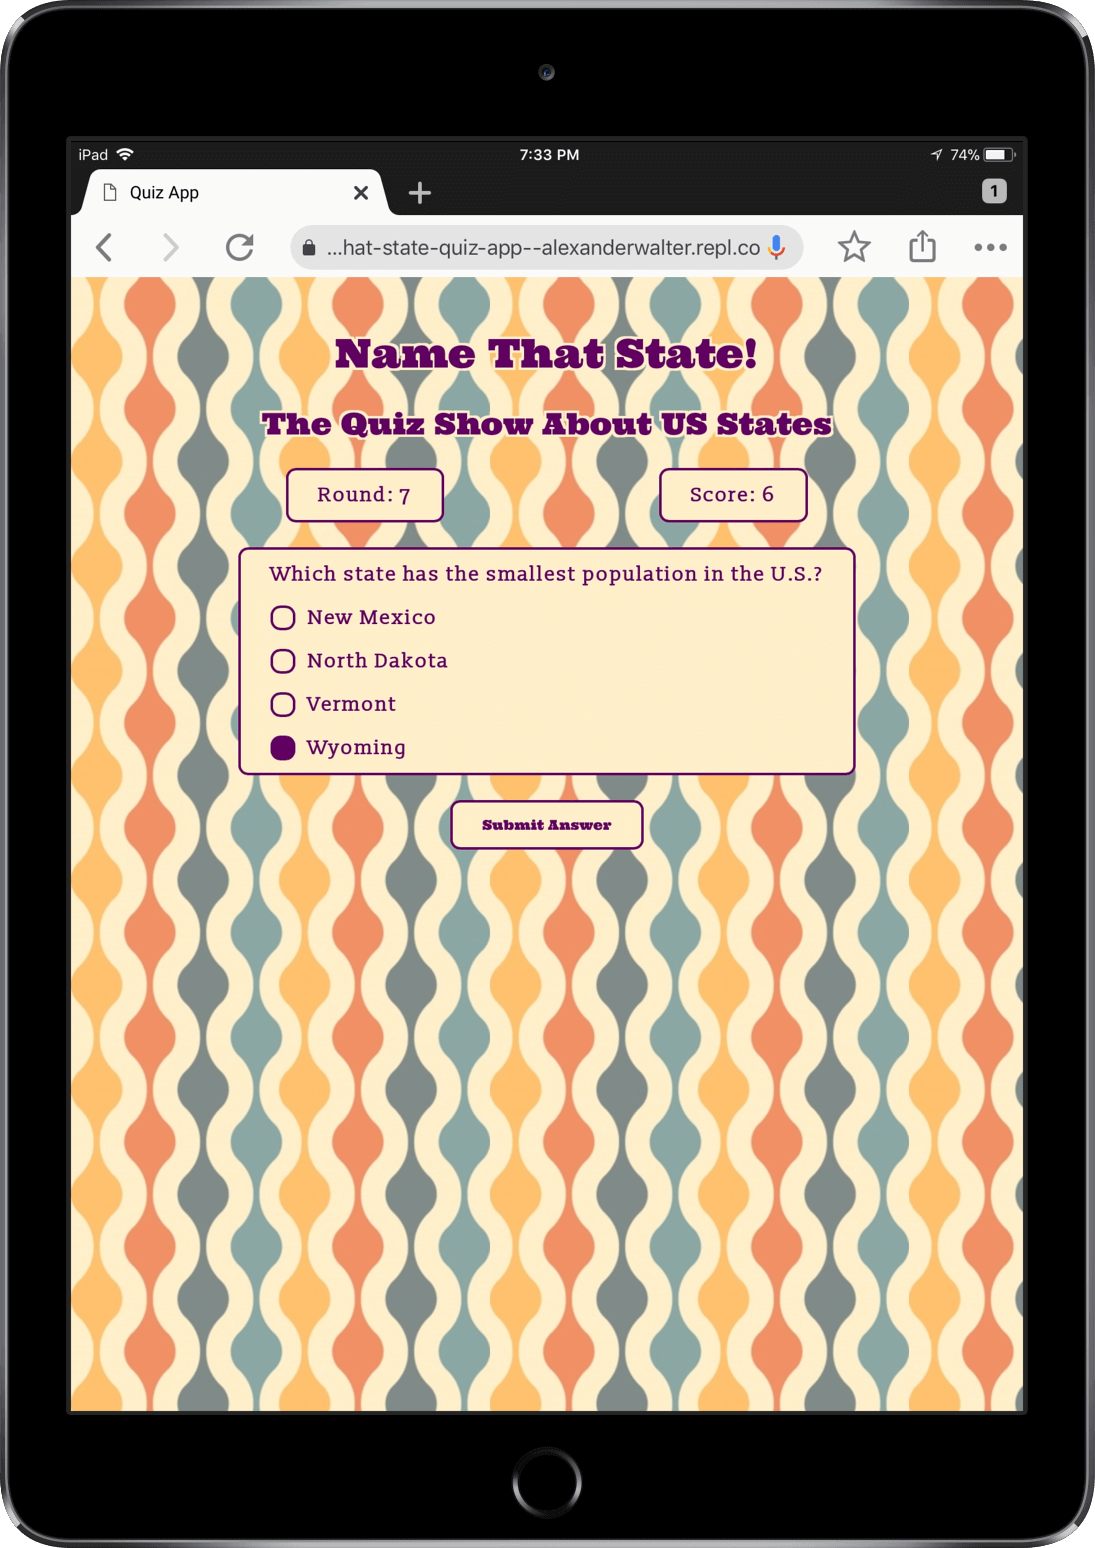 iPad 7:33 PM 74%
Quiz App 1
...hat-state-quiz-app--alexanderwalter.repl.co
Name That State!
The Quiz Show About US States
Round: 7 Score: 6
Which state has the smallest population in the U.S.?
New Mexico
North Dakota
Vermont
Wyoming
Submit Answer